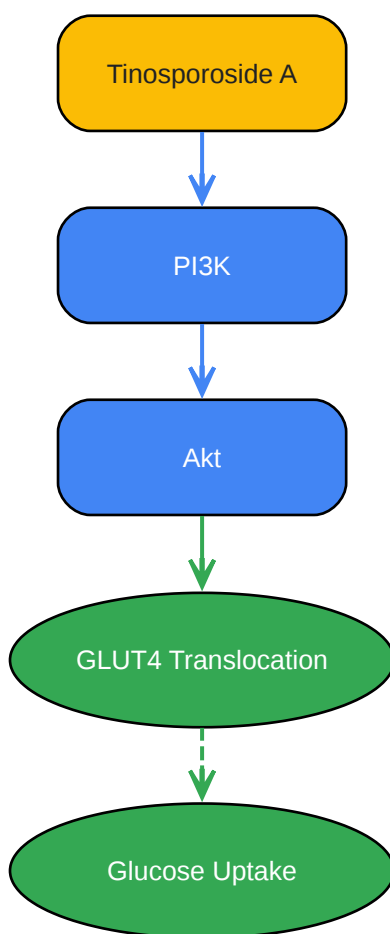 Tinosporoside A
PI3K
Akt
GLUT4 Translocation
Glucose Uptake